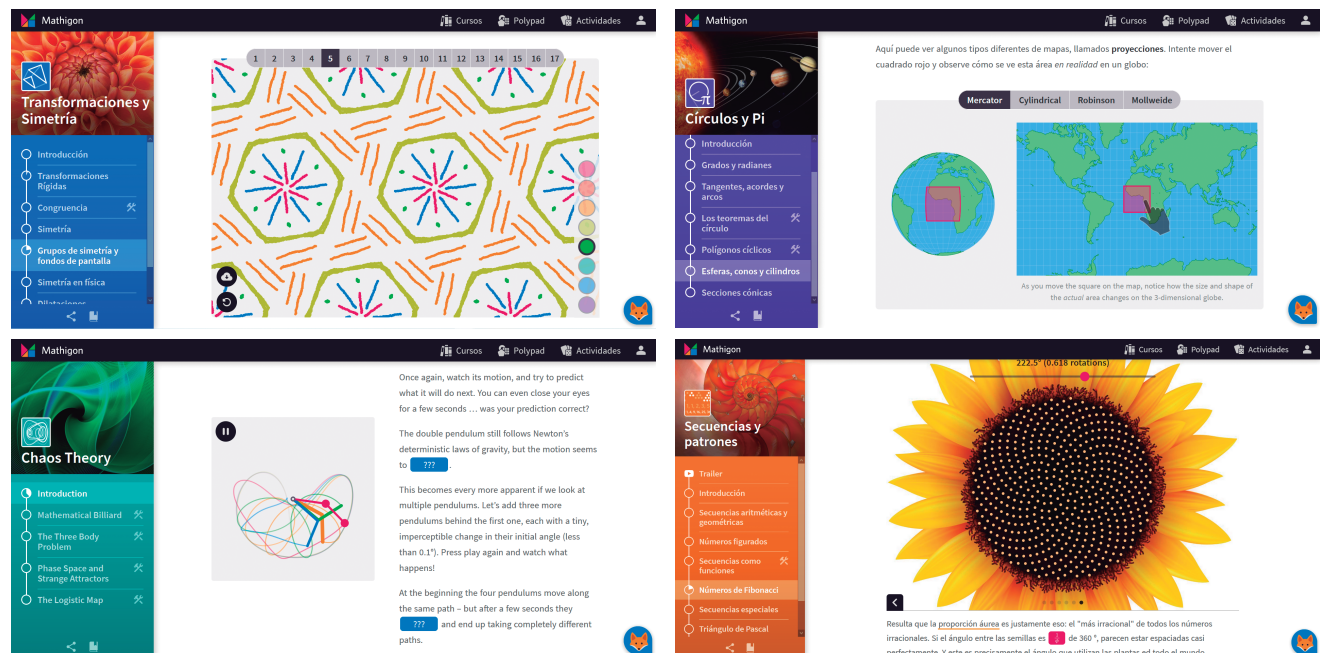 Mathigon
Cursos
Polypad
Actividades
Transformaciones y
Simetría
Introducción
Transformaciones
Rígidas
Congruencia
Simetría
Grupos de simetría y
fondos de pantalla
Simetría en física
Dilataciones
1 2 3 4 5 6 7 8 9 10 11 12 13 14 15 16 17
Mathigon
Cursos
Polypad
Actividades
Círculos y Pi
Introducción
Grados y radianes
Tangentes, acordes y
arcos
Los teoremas del
círculo
Polígonos cíclicos
Esferas, conos y cilindros
Secciones cónicas
Aquí puede ver algunos tipos diferentes de mapas, llamados proyecciones. Intente mover el
cuadrado rojo y observe cómo se ve esta área en realidad en un globo:
Mercator
Cylindrical
Robinson
Mollweide
As you move the square on the map, notice how the size and shape of
the actual area changes on the 3-dimensional globe.
Mathigon
Cursos
Polypad
Actividades
Chaos Theory
Introduction
Mathematical Billiard
The Three Body
Problem
Phase Space and
Strange Attractors
The Logistic Map
Once again, watch its motion, and try to predict
what it will do next. You can even close your eyes
for a few seconds … was your prediction correct?
The double pendulum still follows Newton's
deterministic laws of gravity, but the motion seems
to ??? .
This becomes every more apparent if we look at
multiple pendulums. Let's add three more
pendulums behind the first one, each with a tiny,
imperceptible change in their initial angle (less
than 0.1°). Press play again and watch what
happens!
At the beginning the four pendulums move along
the same path – but after a few seconds they
??? and end up taking completely different
paths.
Mathigon
Cursos
Polypad
Actividades
Secuencias y
patrones
Trailer
Introducción
Secuencias aritméticas y
geométricas
Números figurados
Secuencias como
funciones
Números de Fibonacci
Secuencias especiales
Triángulo de Pascal
222.5° (0.618 rotations)
Resulta que la proporción áurea es justamente eso: el "más irracional" de todos los números
irracionales. Si el ángulo entre las semillas es de 360 °, parecen estar espaciadas casi
perfectamente. Y este es precisamente el ángulo que utilizan las plantas ed todo el mundo